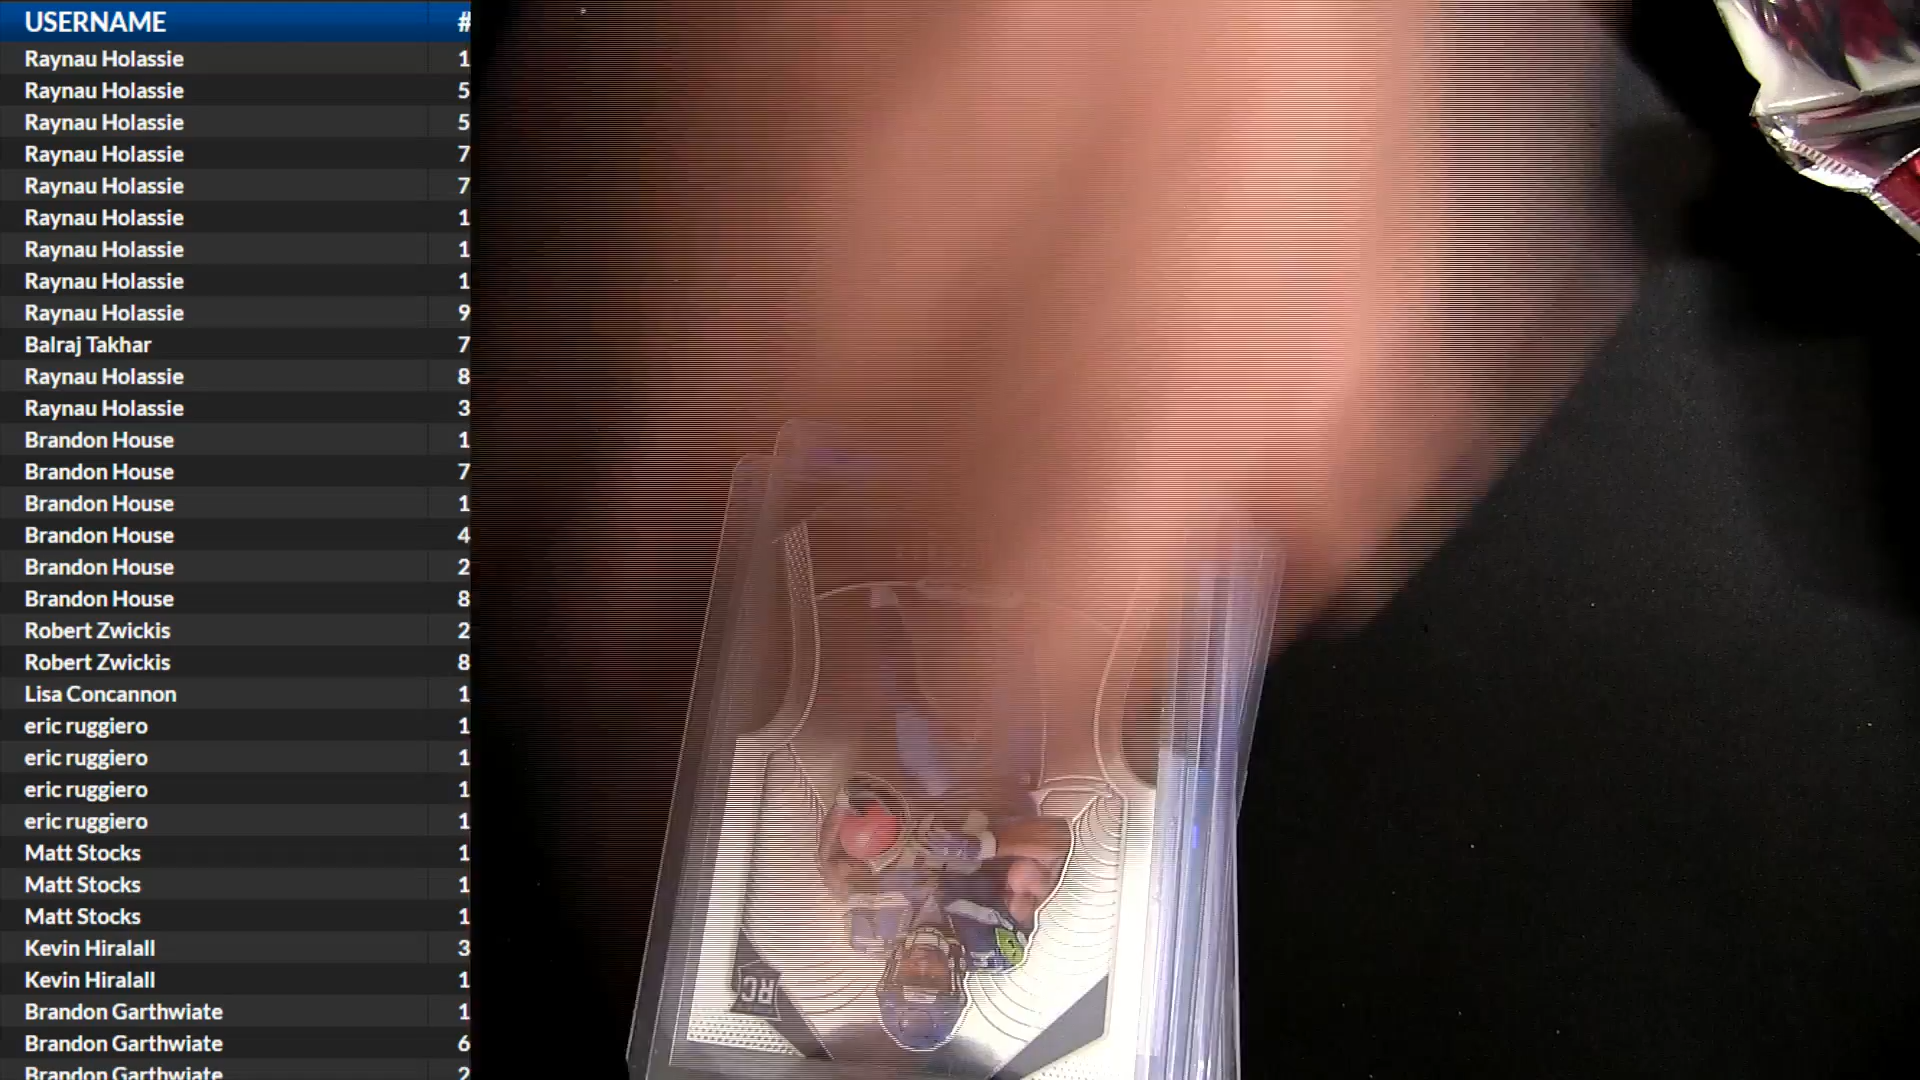 USERNAME #
Raynau Holassie 1
Raynau Holassie 5
Raynau Holassie 5
Raynau Holassie 7
Raynau Holassie 7
Raynau Holassie 1
Raynau Holassie 1
Raynau Holassie 1
Raynau Holassie 9
Balraj Takhar 7
Raynau Holassie 8
Raynau Holassie 3
Brandon House 1
Brandon House 7
Brandon House 1
Brandon House 4
Brandon House 2
Brandon House 8
Robert Zwickis 2
Robert Zwickis 8
Lisa Concannon 1
eric ruggiero 1
eric ruggiero 1
eric ruggiero 1
eric ruggiero 1
Matt Stocks 1
Matt Stocks 1
Matt Stocks 1
Kevin Hiralall 3
Kevin Hiralall 1
Brandon Garthwiate 1
Brandon Garthwiate 6
Brandon Garthwiate 2
RC